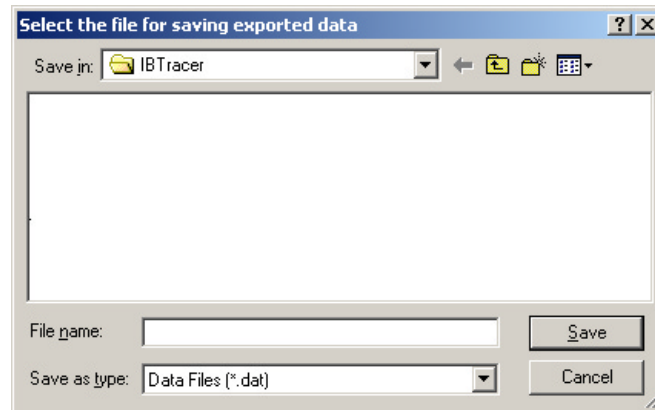 Select the file for saving exported data
Save in: IBTracer
File name: Save
Save as type: Data Files (*.dat) Cancel